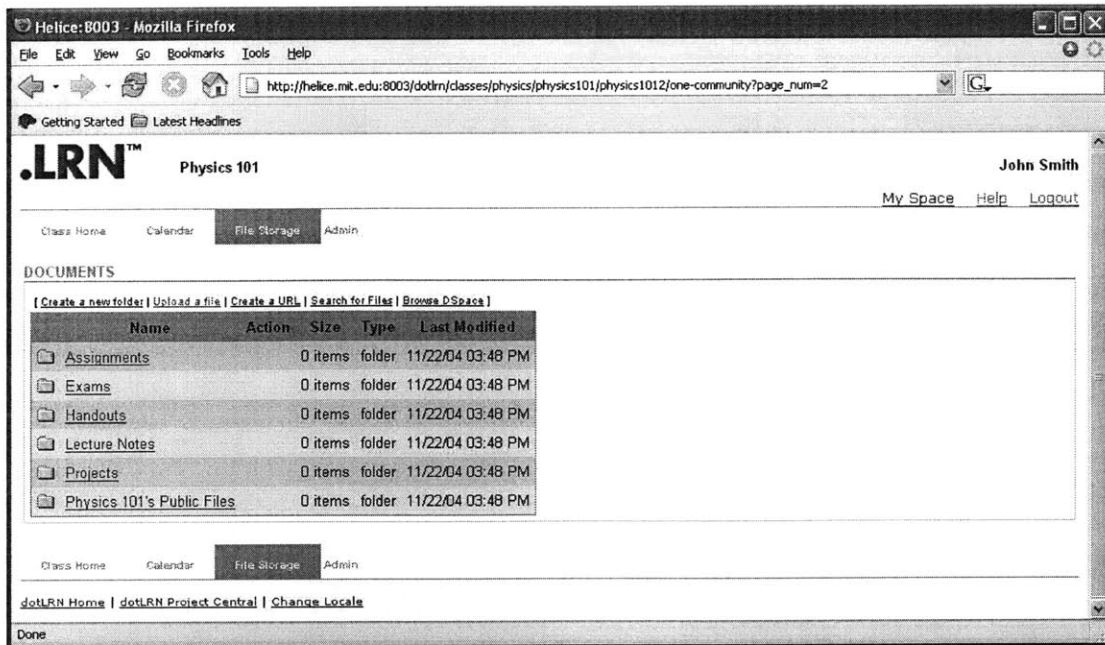 Helice:8003 - Mozilla Firefox
File Edit View Go Bookmarks Tools Help
http://helice.mit.edu:8003/dotlrn/classes/physics/physics101/physics1012/one-community?page_num=2
G
Getting Started Latest Headlines
.LRN™ Physics 101 John Smith
My Space Help Logout
Class Home Calendar File Storage Admin
DOCUMENTS
[ Create a new folder | Upload a file | Create a URL | Search for Files | Browse DSpace ]
Name Action Size Type Last Modified
Assignments 0 items folder 11/22/04 03:48 PM
Exams 0 items folder 11/22/04 03:48 PM
Handouts 0 items folder 11/22/04 03:48 PM
Lecture Notes 0 items folder 11/22/04 03:48 PM
Projects 0 items folder 11/22/04 03:48 PM
Physics 101's Public Files 0 items folder 11/22/04 03:48 PM
Class Home Calendar File Storage Admin
dotLRN Home | dotLRN Project Central | Change Locale
Done